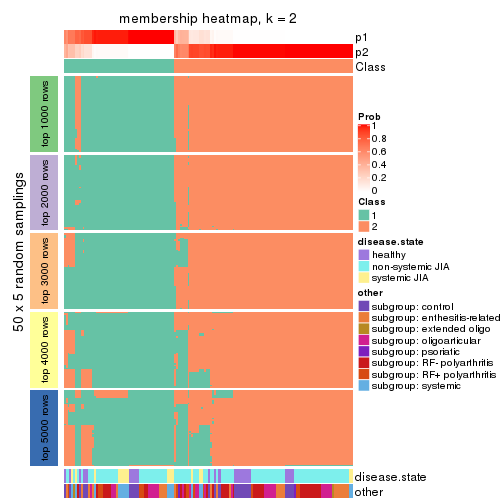 membership heatmap, k = 2
p1
p2
Class
50 x 5 random samplings
top 1000 rows
top 2000 rows
top 3000 rows
top 4000 rows
top 5000 rows
disease.state
other
Prob
1
0.8
0.6
0.4
0.2
0
Class
1
2
disease.state
healthy
non-systemic JIA
systemic JIA
other
subgroup: control
subgroup: enthesitis-related
subgroup: extended oligo
subgroup: oligoarticular
subgroup: psoriatic
subgroup: RF- polyarthritis
subgroup: RF+ polyarthritis
subgroup: systemic